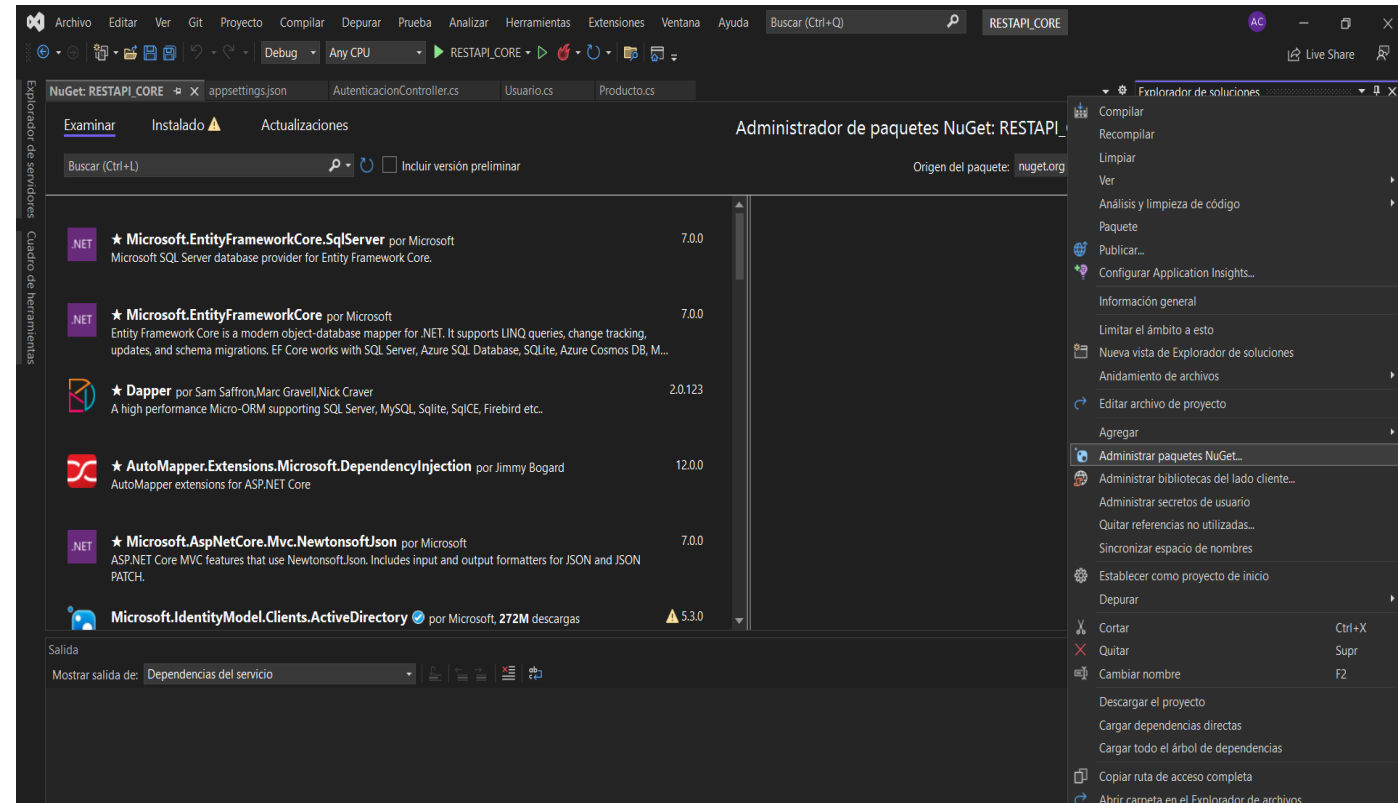 Archivo Editar Ver Git Proyecto Compilar Depurar Prueba Analizar Herramientas Extensiones Ventana Ayuda Buscar (Ctrl+Q) RESTAPI_CORE AC
Debug Any CPU RESTAPI_CORE Live Share
Explorador de servidores
Cuadro de herramientas
NuGet: RESTAPI_CORE appsettings.json AutenticacionController.cs Usuario.cs Producto.cs
Explorador de soluciones
Examinar Instalado Actualizaciones
Administrador de paquetes NuGet: RESTAPI_
Buscar (Ctrl+L) Incluir versión preliminar
Origen del paquete: nuget.org
.NET Microsoft.EntityFrameworkCore.SqlServer por Microsoft 7.0.0
Microsoft SQL Server database provider for Entity Framework Core.
.NET Microsoft.EntityFrameworkCore por Microsoft 7.0.0
Entity Framework Core is a modern object-database mapper for .NET. It supports LINQ queries, change tracking,
updates, and schema migrations. EF Core works with SQL Server, Azure SQL Database, SQLite, Azure Cosmos DB, M...
Dapper por Sam Saffron,Marc Gravell,Nick Craver 2.0.123
A high performance Micro-ORM supporting SQL Server, MySQL, Sqlite, SqlCE, Firebird etc..
AutoMapper.Extensions.Microsoft.DependencyInjection por Jimmy Bogard 12.0.0
AutoMapper extensions for ASP.NET Core
.NET Microsoft.AspNetCore.Mvc.NewtonsoftJson por Microsoft 7.0.0
ASP.NET Core MVC features that use Newtonsoft.Json. Includes input and output formatters for JSON and JSON
PATCH.
Microsoft.IdentityModel.Clients.ActiveDirectory por Microsoft, 272M descargas 5.3.0
Salida
Mostrar salida de: Dependencias del servicio
Compilar
Recompilar
Limpiar
Ver
Análisis y limpieza de código
Paquete
Publicar...
Configurar Application Insights...
Información general
Limitar el ámbito a esto
Nueva vista de Explorador de soluciones
Anidamiento de archivos
Editar archivo de proyecto
Agregar
Administrar paquetes NuGet...
Administrar bibliotecas del lado cliente...
Administrar secretos de usuario
Quitar referencias no utilizadas...
Sincronizar espacio de nombres
Establecer como proyecto de inicio
Depurar
Cortar Ctrl+X
Quitar Supr
Cambiar nombre F2
Descargar el proyecto
Cargar dependencias directas
Cargar todo el árbol de dependencias
Copiar ruta de acceso completa
Abrir carpeta en el Explorador de archivos